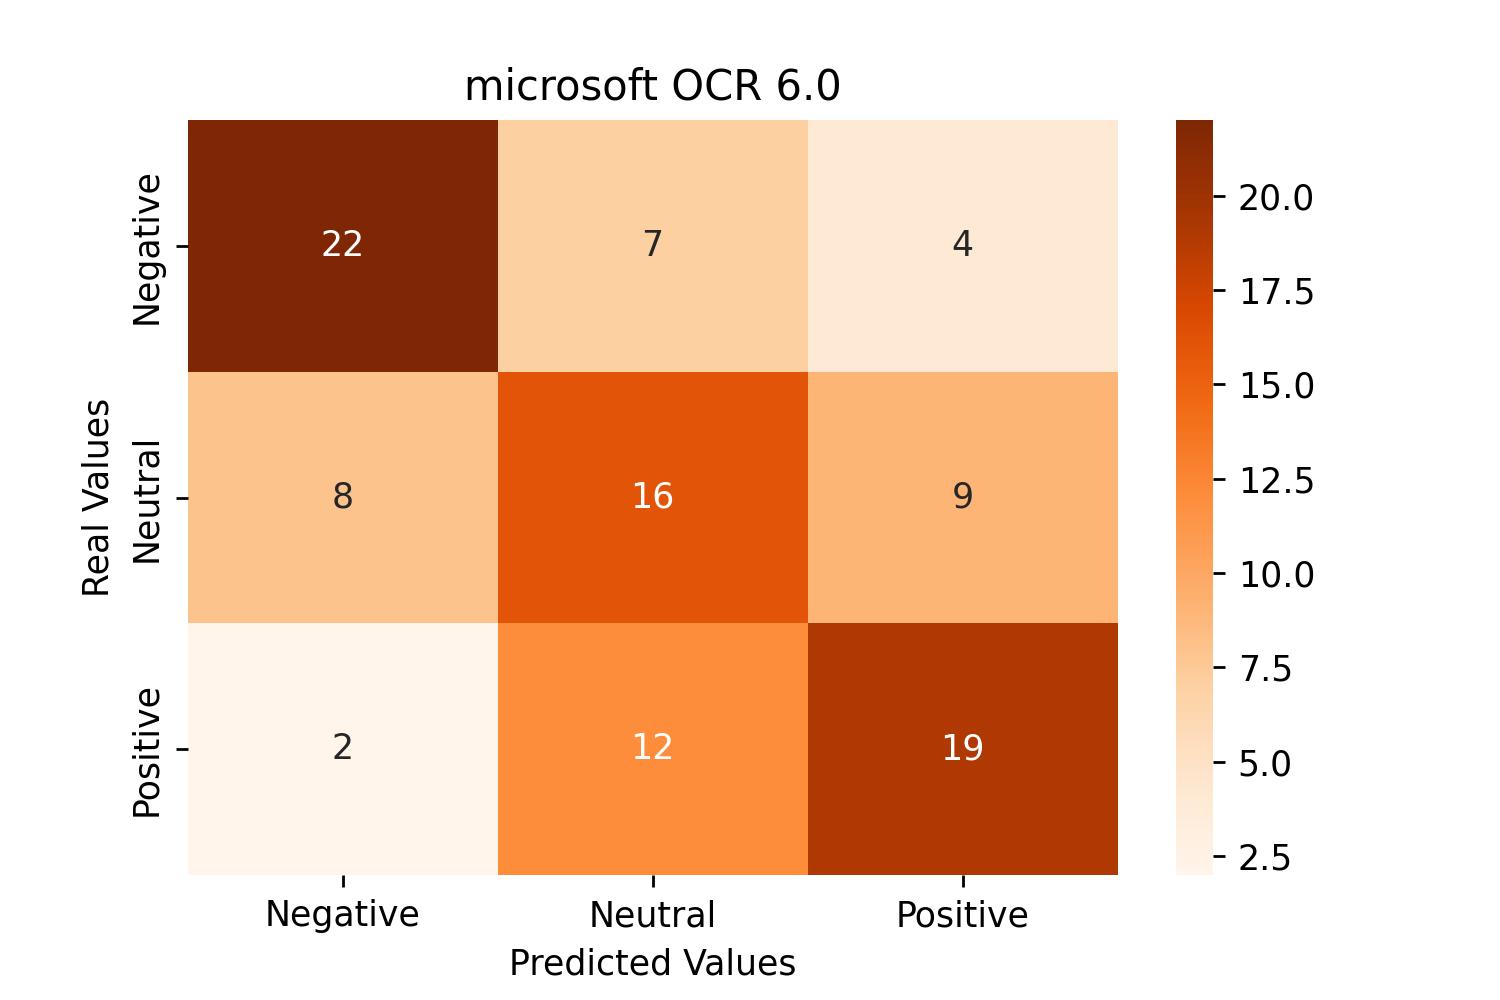 microsoft OCR 6.0
Real Values
Negative
22 7 4
Neutral
8 16 9
Positive
2 12 19
Negative Neutral Positive
Predicted Values
20.0
17.5
15.0
12.5
10.0
7.5
5.0
2.5